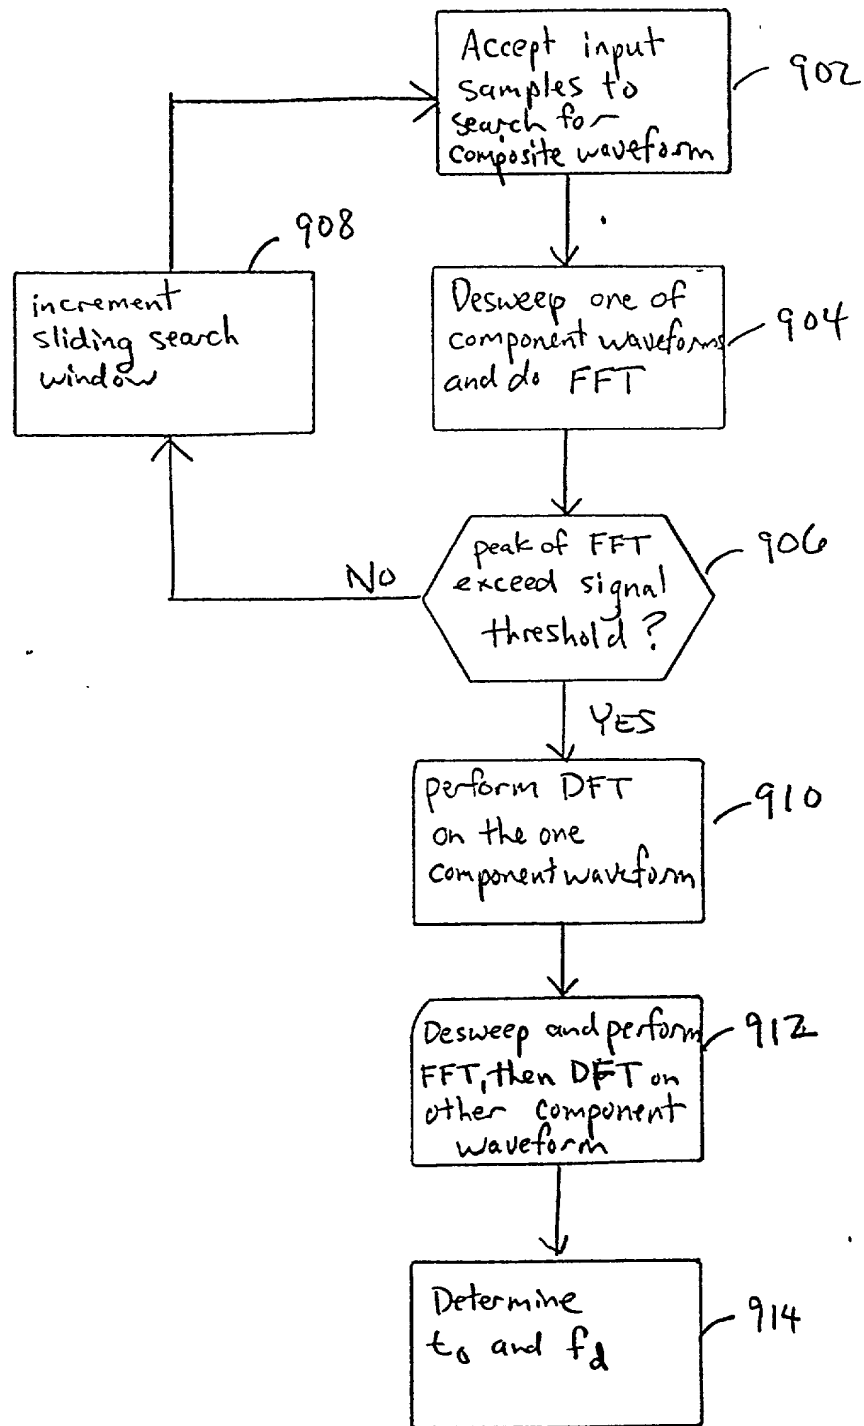 Accept input
samples to
search for
composite waveform
902
908
increment
sliding search
window
Desweep one of
component waveforms
and do FFT
904
peak of FFT
exceed signal
threshold?
906
No
YES
perform DFT
on the one
component waveform
910
Desweep and perform
FFT, then DFT on
other component
waveform
912
Determine
t₀ and f_d
914